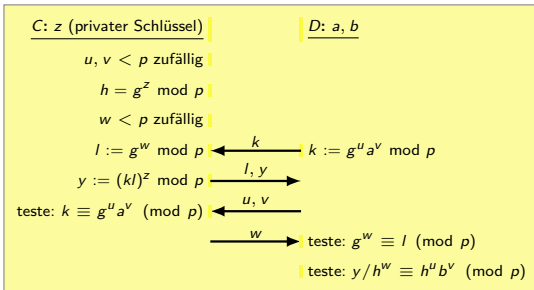 C: z (privater Schlüssel) D: a, b
u, v < p zufällig
h = g^z mod p
w < p zufällig
l := g^w mod p k k := g^u a^v mod p
y := (kl)^z mod p l, y
teste: k ≡ g^u a^v (mod p) u, v
w teste: g^w ≡ l (mod p)
teste: y/h^w ≡ h^u b^v (mod p)